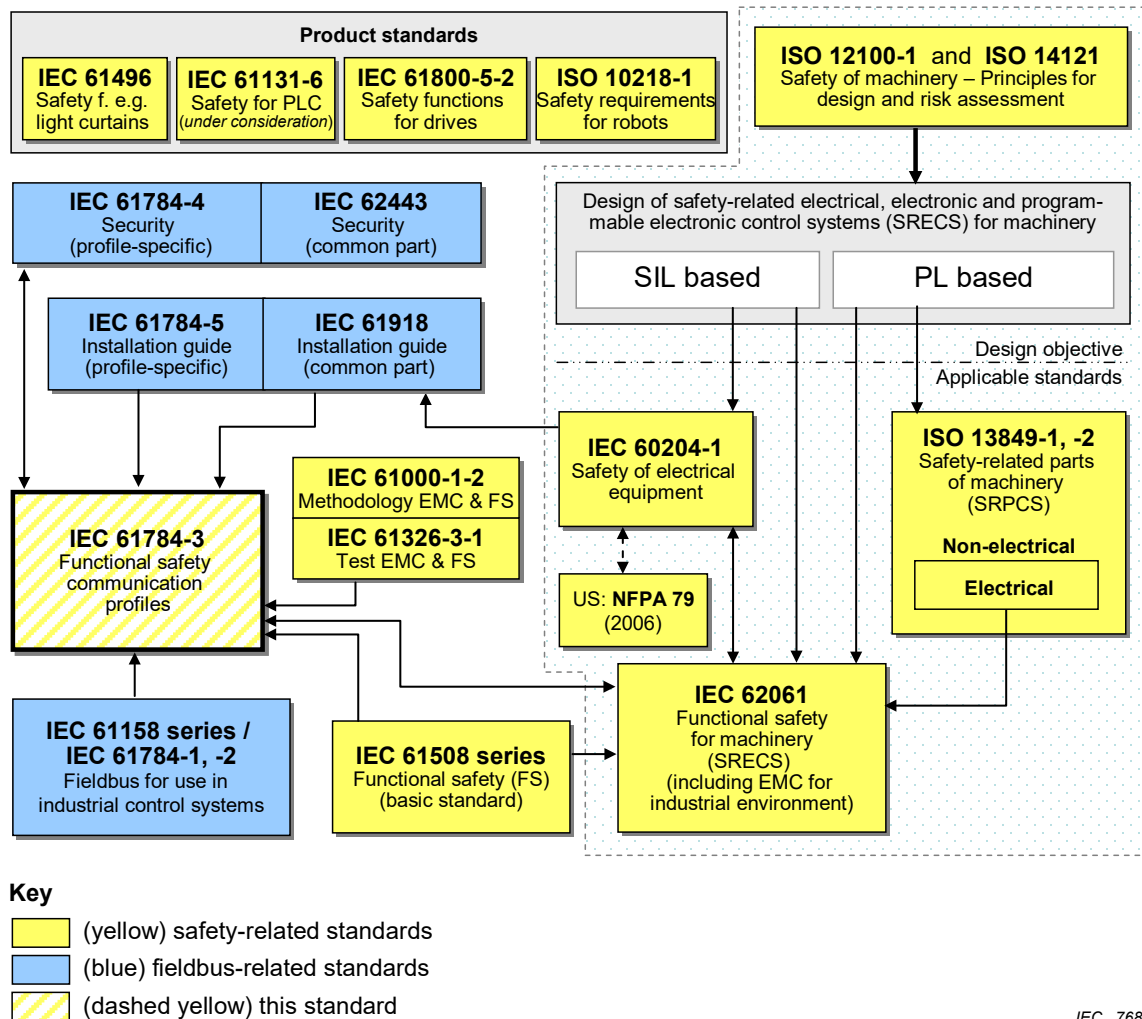 Product standards
IEC 61496
Safety f. e.g.
light curtains
IEC 61131-6
Safety for PLC
(under consideration)
IEC 61800-5-2
Safety functions
for drives
ISO 10218-1
Safety requirements
for robots
ISO 12100-1 and ISO 14121
Safety of machinery – Principles for
design and risk assessment
IEC 61784-4
Security
(profile-specific)
IEC 62443
Security
(common part)
Design of safety-related electrical, electronic and program-
mable electronic control systems (SRECS) for machinery
SIL based
PL based
IEC 61784-5
Installation guide
(profile-specific)
IEC 61918
Installation guide
(common part)
Design objective
Applicable standards
IEC 60204-1
Safety of electrical
equipment
ISO 13849-1, -2
Safety-related parts
of machinery
(SRPCS)
Non-electrical
Electrical
IEC 61000-1-2
Methodology EMC & FS
IEC 61326-3-1
Test EMC & FS
IEC 61784-3
Functional safety
communication
profiles
US: NFPA 79
(2006)
IEC 62061
Functional safety
for machinery
(SRECS)
(including EMC for
industrial environment)
IEC 61158 series /
IEC 61784-1, -2
Fieldbus for use in
industrial control systems
IEC 61508 series
Functional safety (FS)
(basic standard)
Key
(yellow) safety-related standards
(blue) fieldbus-related standards
(dashed yellow) this standard
IEC 768